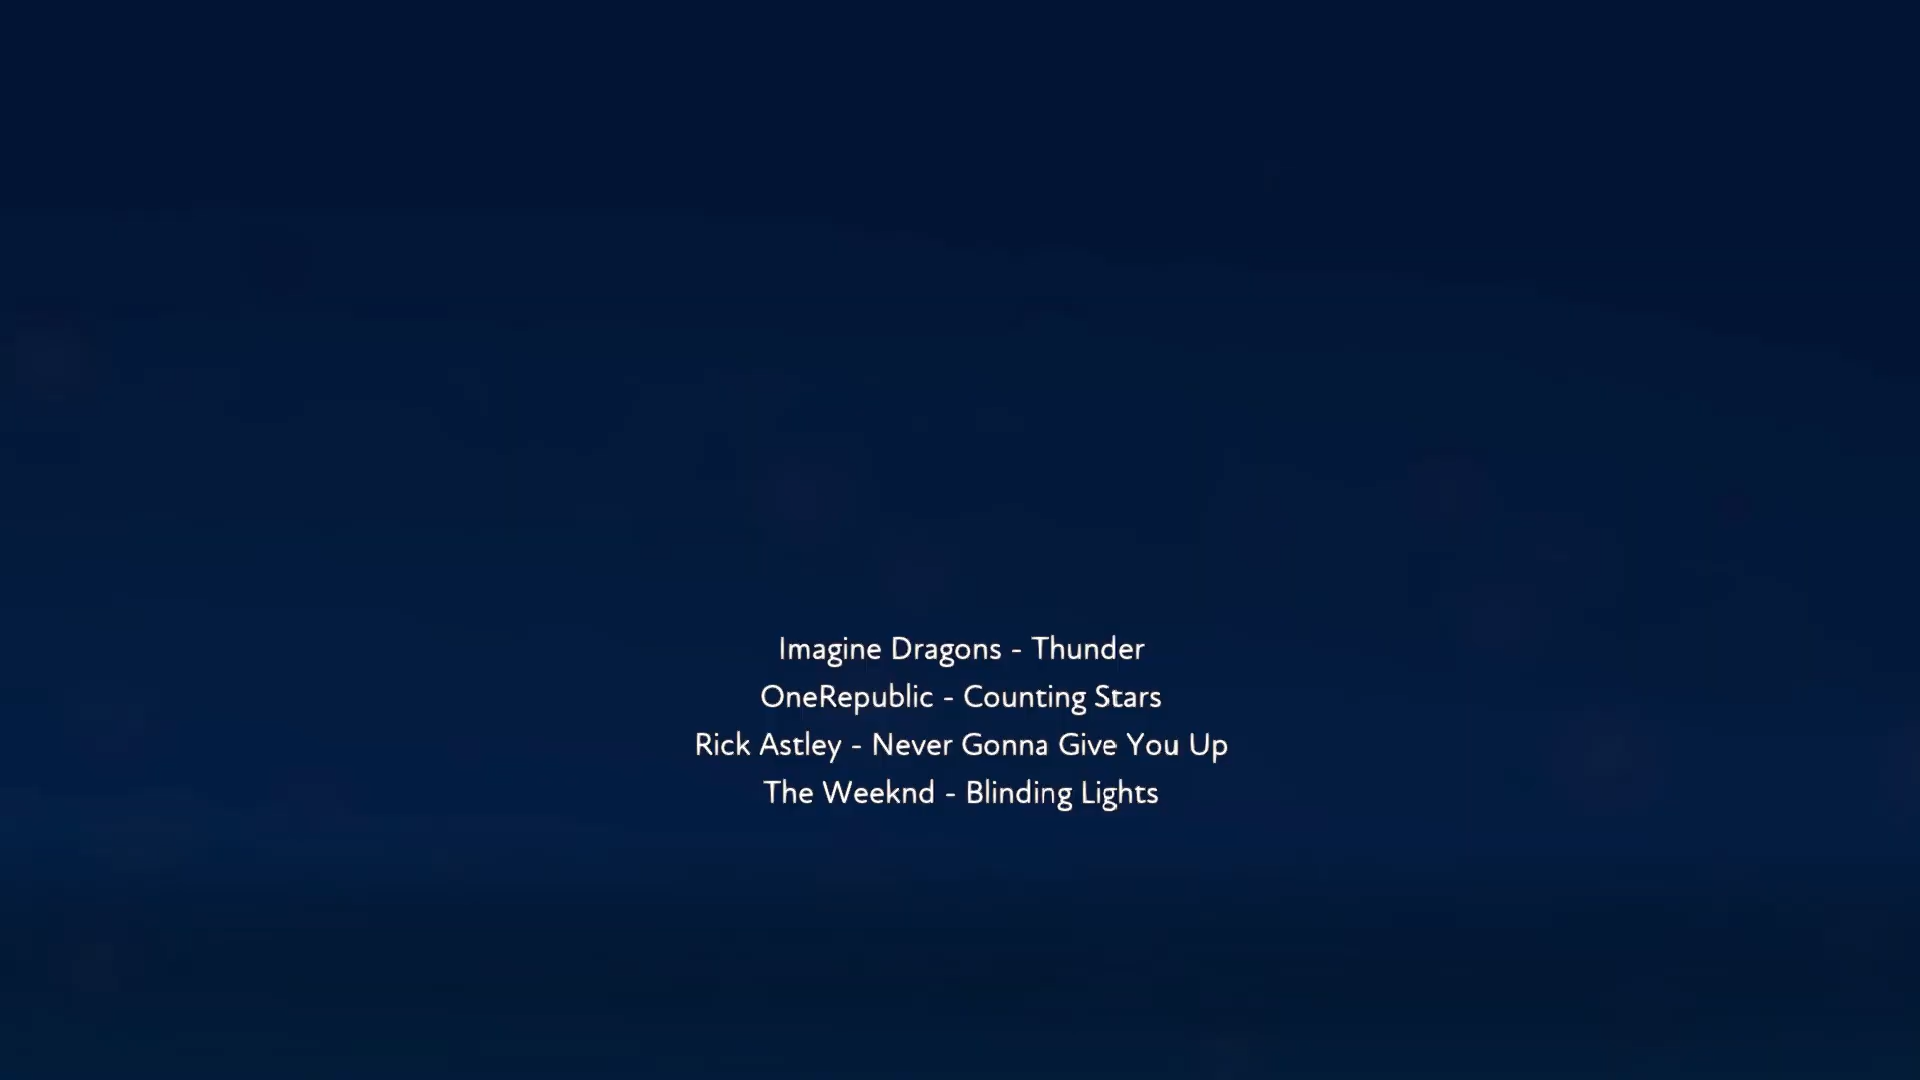 Imagine Dragons - Thunder
OneRepublic - Counting Stars
Rick Astley - Never Gonna Give You Up
The Weeknd - Blinding Lights